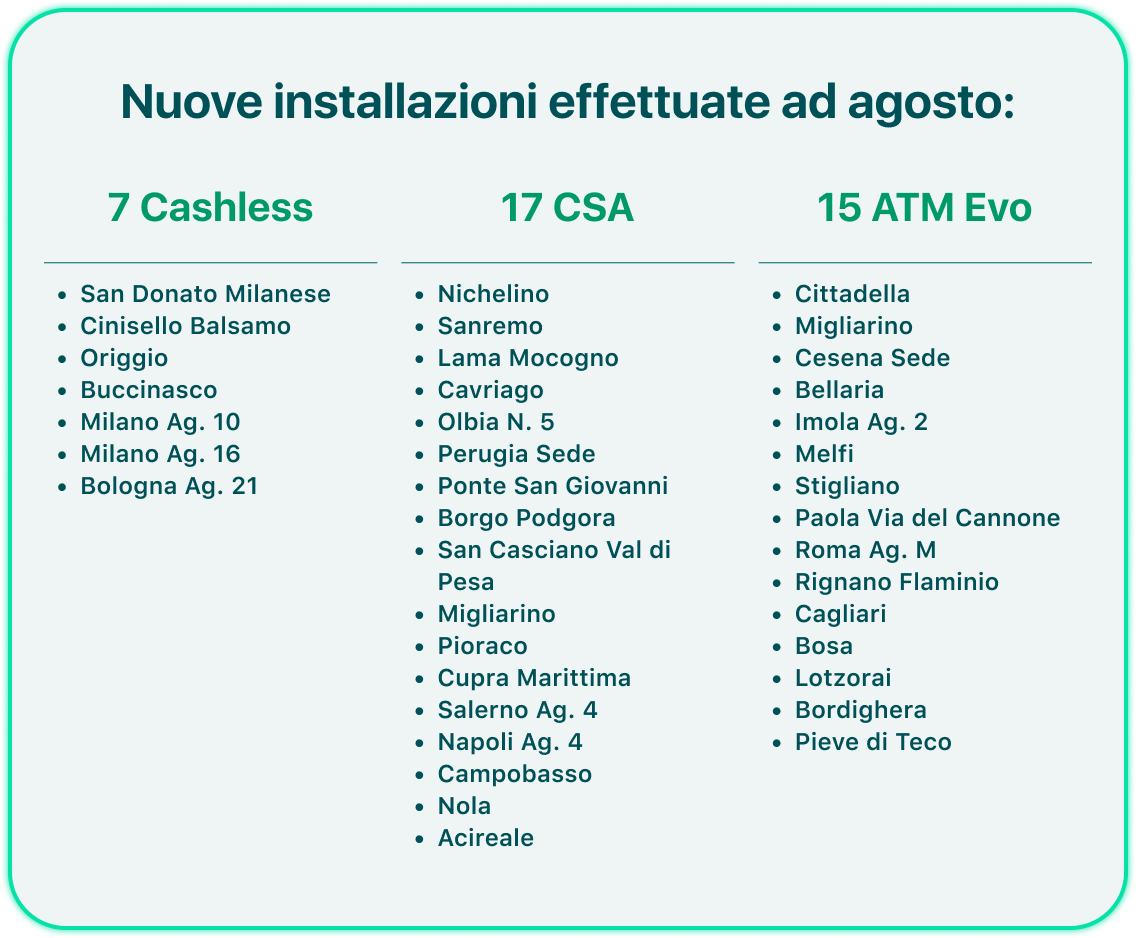 Nuove installazioni effettuate ad agosto:
7 Cashless
• San Donato Milanese
• Cinisello Balsamo
• Origgio
• Buccinasco
• Milano Ag. 10
• Milano Ag. 16
• Bologna Ag. 21
17 CSA
• Nichelino
• Sanremo
• Lama Mocogno
• Cavriago
• Olbia N. 5
• Perugia Sede
• Ponte San Giovanni
• Borgo Podgora
• San Casciano Val di
Pesa
• Migliarino
• Pioraco
• Cupra Marittima
• Salerno Ag. 4
• Napoli Ag. 4
• Campobasso
• Nola
• Acireale
15 ATM Evo
• Cittadella
• Migliarino
• Cesena Sede
• Bellaria
• Imola Ag. 2
• Melfi
• Stigliano
• Paola Via del Cannone
• Roma Ag. M
• Rignano Flaminio
• Cagliari
• Bosa
• Lotzorai
• Bordighera
• Pieve di Teco